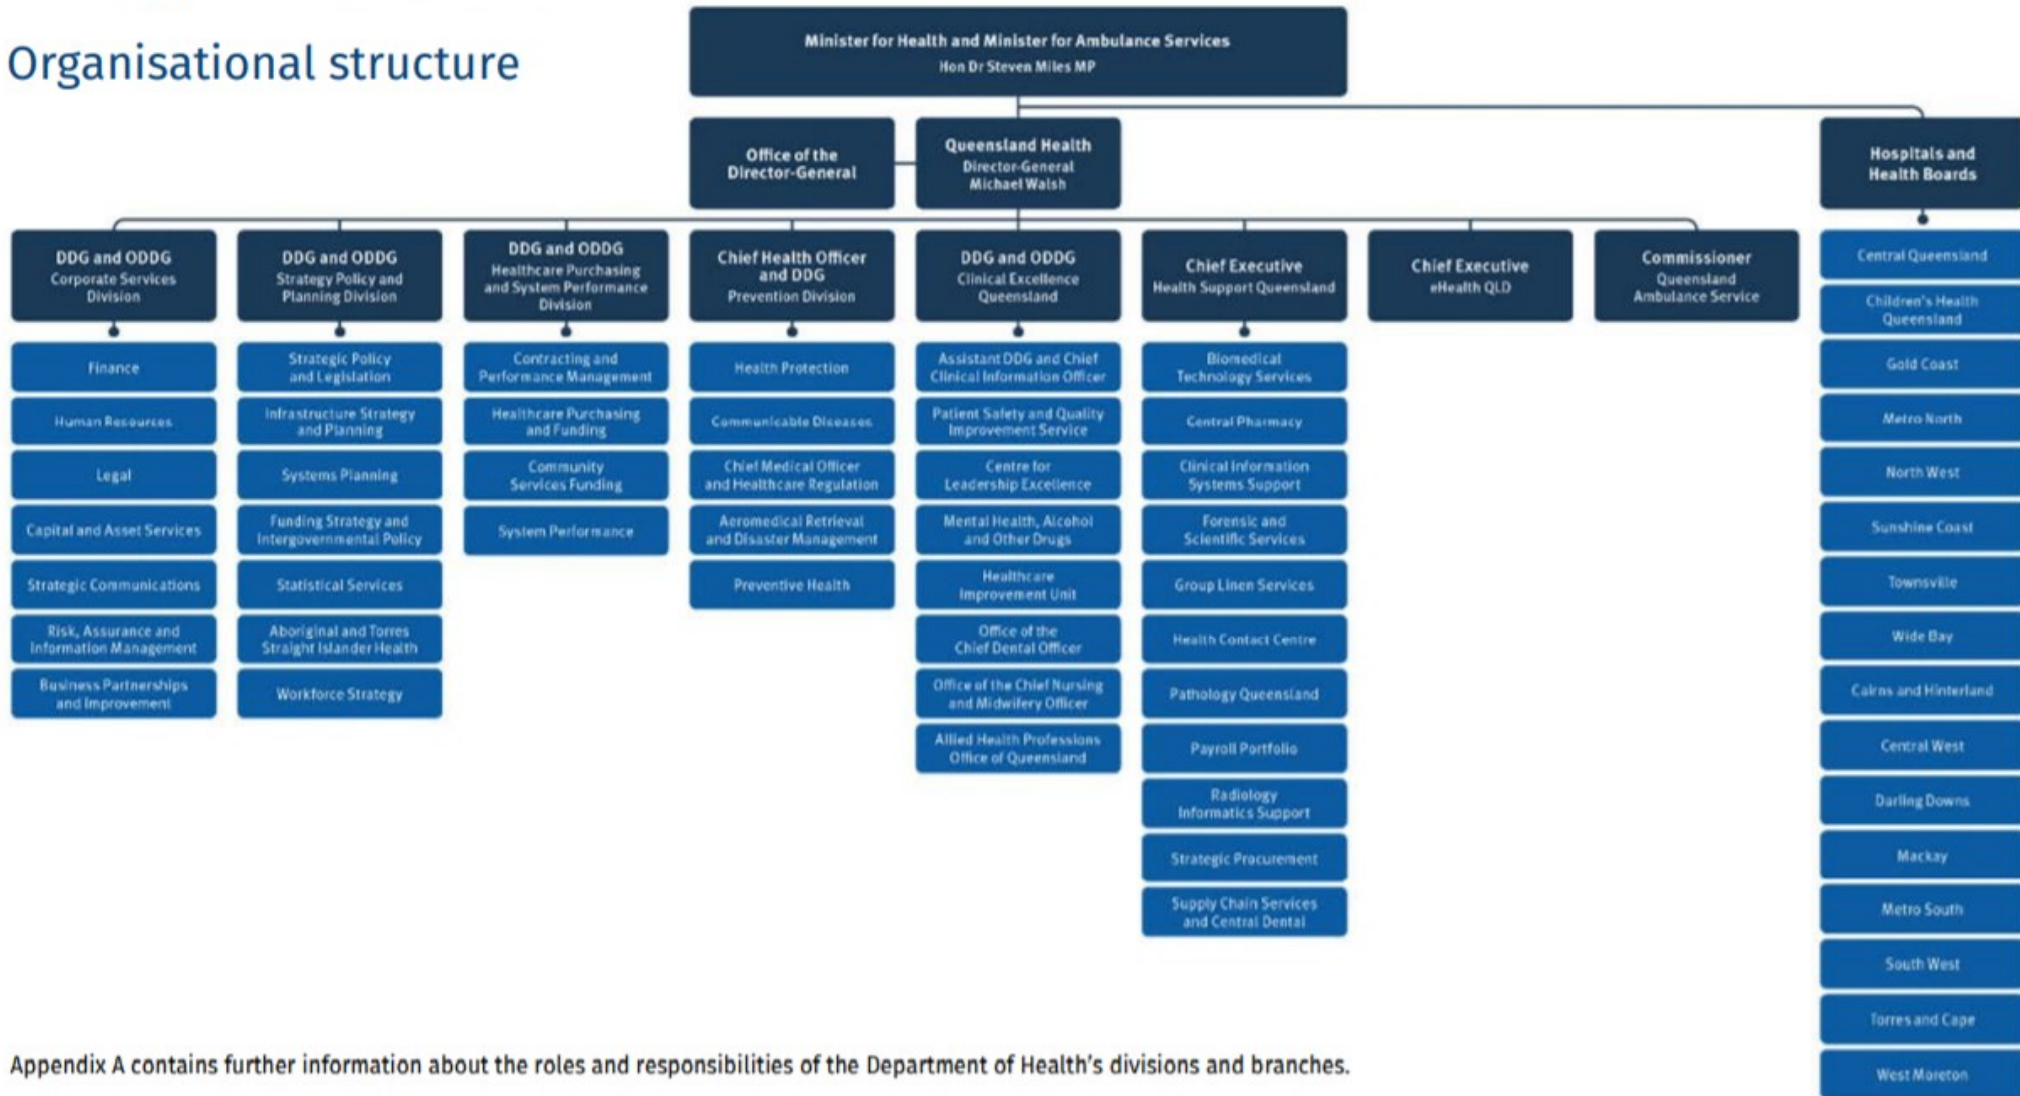 Organisational structure
Minister for Health and Minister for Ambulance Services
Hon Dr Steven Miles MP
Office of the
Director-General
Queensland Health
Director-General
Michael Walsh
Hospitals and
Health Boards
DDG and ODDG
Corporate Services
Division
Finance
Human Resources
Legal
Capital and Asset Services
Strategic Communications
Risk, Assurance and
Information Management
Business Partnerships
and Improvement
DDG and ODDG
Strategy Policy and
Planning Division
Strategic Policy
and Legislation
Infrastructure Strategy
and Planning
Systems Planning
Funding Strategy and
Intergovernmental Policy
Statistical Services
Aboriginal and Torres
Straight Islander Health
Workforce Strategy
DDG and ODDG
Healthcare Purchasing
and System Performance
Division
Contracting and
Performance Management
Healthcare Purchasing
and Funding
Community
Services Funding
System Performance
Chief Health Officer
and DDG
Prevention Division
Health Protection
Communicable Diseases
Chief Medical Officer
and Healthcare Regulation
Aeromedical Retrieval
and Disaster Management
Preventive Health
DDG and ODDG
Clinical Excellence
Queensland
Assistant DDG and Chief
Clinical Information Officer
Patient Safety and Quality
Improvement Service
Centre for
Leadership Excellence
Mental Health, Alcohol
and Other Drugs
Healthcare
Improvement Unit
Office of the
Chief Dental Officer
Office of the Chief Nursing
and Midwifery Officer
Allied Health Professions
Office of Queensland
Chief Executive
Health Support Queensland
Biomedical
Technology Services
Central Pharmacy
Clinical Information
Systems Support
Forensic and
Scientific Services
Group Linen Services
Health Contact Centre
Pathology Queensland
Payroll Portfolio
Radiology
Informatics Support
Strategic Procurement
Supply Chain Services
and Central Dental
Chief Executive
eHealth QLD
Commissioner
Queensland
Ambulance Service
Central Queensland
Children's Health
Queensland
Gold Coast
Metro North
North West
Sunshine Coast
Townsville
Wide Bay
Cairns and Hinterland
Central West
Darling Downs
Mackay
Metro South
South West
Torres and Cape
West Moreton
Appendix A contains further information about the roles and responsibilities of the Department of Health's divisions and branches.